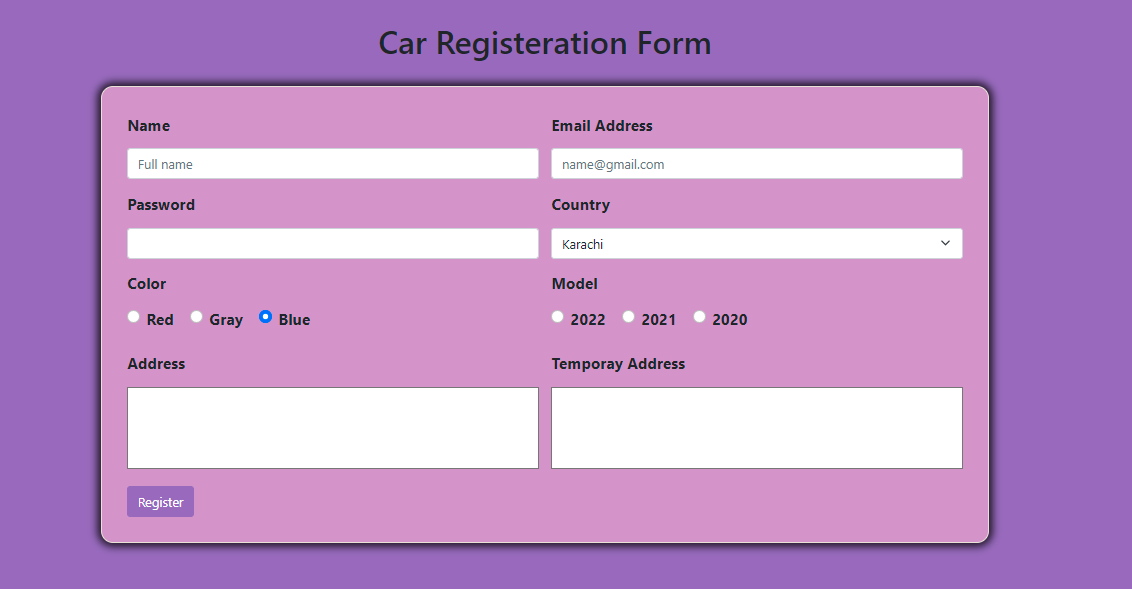 Car Registeration Form
Name
Email Address
Full name
name@gmail.com
Password
Country
Karachi
Color
Model
Red Gray Blue
2022 2021 2020
Address
Temporay Address
Register